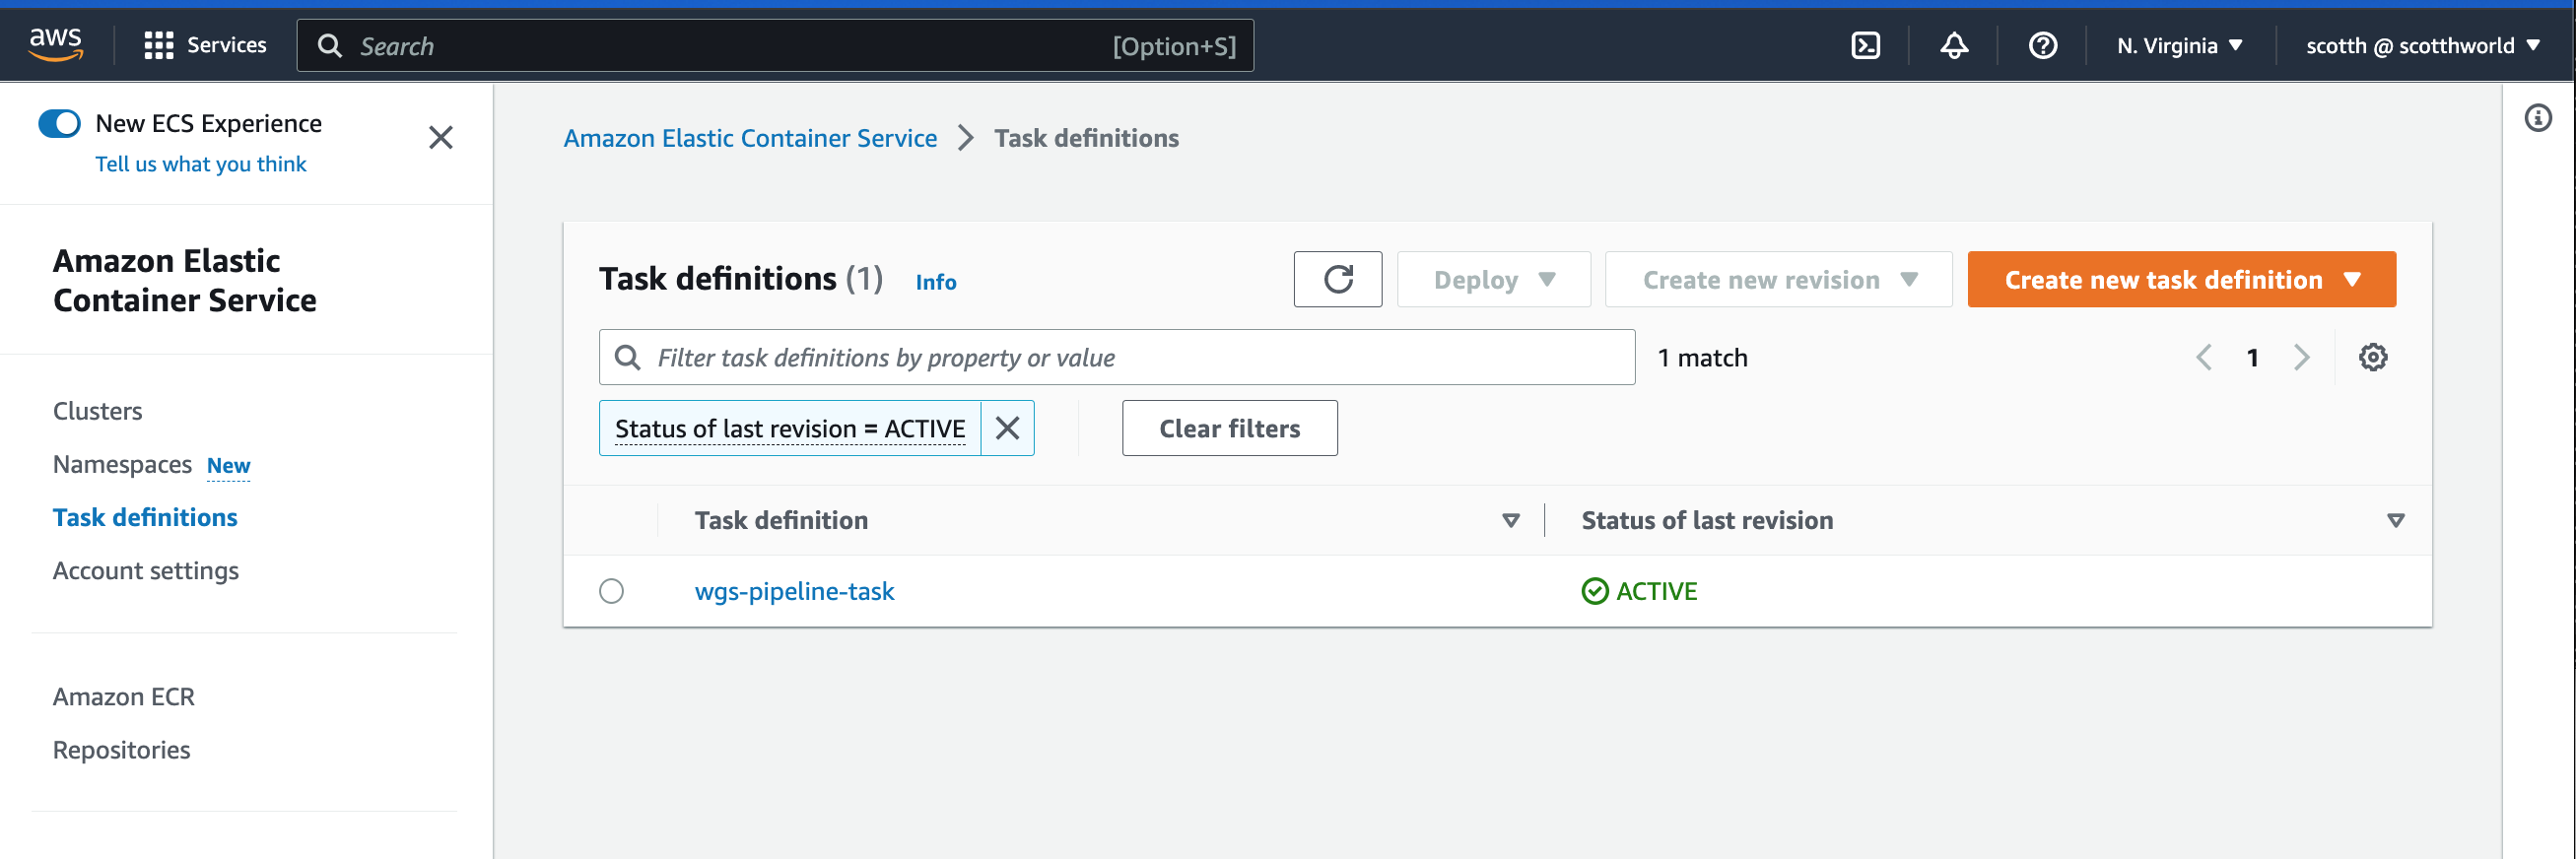 aws
Services
Search [Option+S]
N. Virginia
scotth @ scotthworld
New ECS Experience
Tell us what you think
Amazon Elastic
Container Service
Clusters
Namespaces New
Task definitions
Account settings
Amazon ECR
Repositories
Amazon Elastic Container Service > Task definitions
Task definitions (1) Info
Deploy
Create new revision
Create new task definition
Filter task definitions by property or value
1 match
1
Status of last revision = ACTIVE
Clear filters
Task definition
Status of last revision
wgs-pipeline-task
ACTIVE